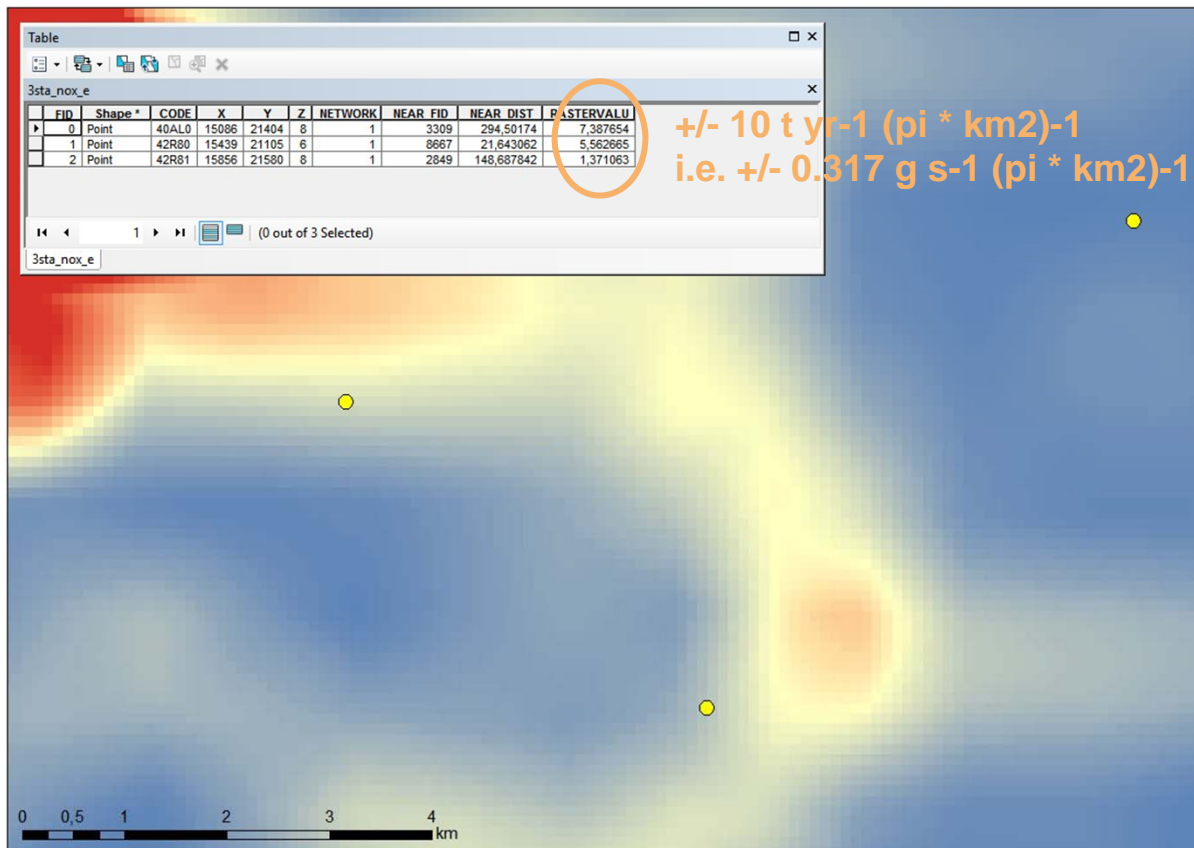 Table
3sta_nox_e
FID Shape * CODE X Y Z NETWORK NEAR_FID NEAR_DIST RASTERVALU
0 Point 40AL0 15086 21404 8 1 3309 294,50174 7,387654
1 Point 42R80 15439 21105 6 1 8667 21,643062 5,562665
2 Point 42R81 15856 21580 8 1 2849 148,687842 1,371063
+/- 10 t yr-1 (pi * km2)-1
i.e. +/- 0.317 g s-1 (pi * km2)-1
1 (0 out of 3 Selected)
3sta_nox_e
0 0,5 1 2 3 4
km